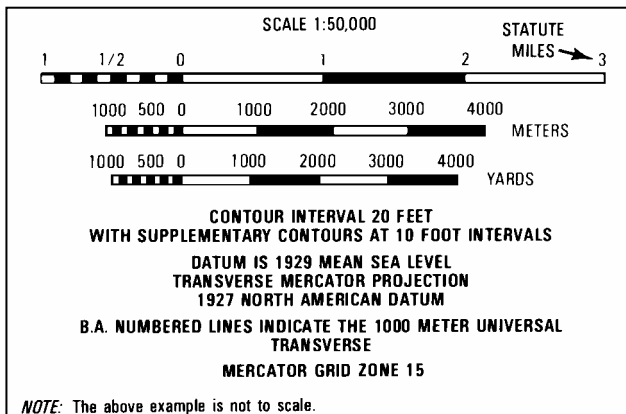 SCALE 1:50,000
STATUTE
MILES
1 1/2 0 1 2 3
1000 500 0 1000 2000 3000 4000
METERS
1000 500 0 1000 2000 3000 4000
YARDS
CONTOUR INTERVAL 20 FEET
WITH SUPPLEMENTARY CONTOURS AT 10 FOOT INTERVALS
DATUM IS 1929 MEAN SEA LEVEL
TRANSVERSE MERCATOR PROJECTION
1927 NORTH AMERICAN DATUM
B.A. NUMBERED LINES INDICATE THE 1000 METER UNIVERSAL
TRANSVERSE
MERCATOR GRID ZONE 15
NOTE: The above example is not to scale.